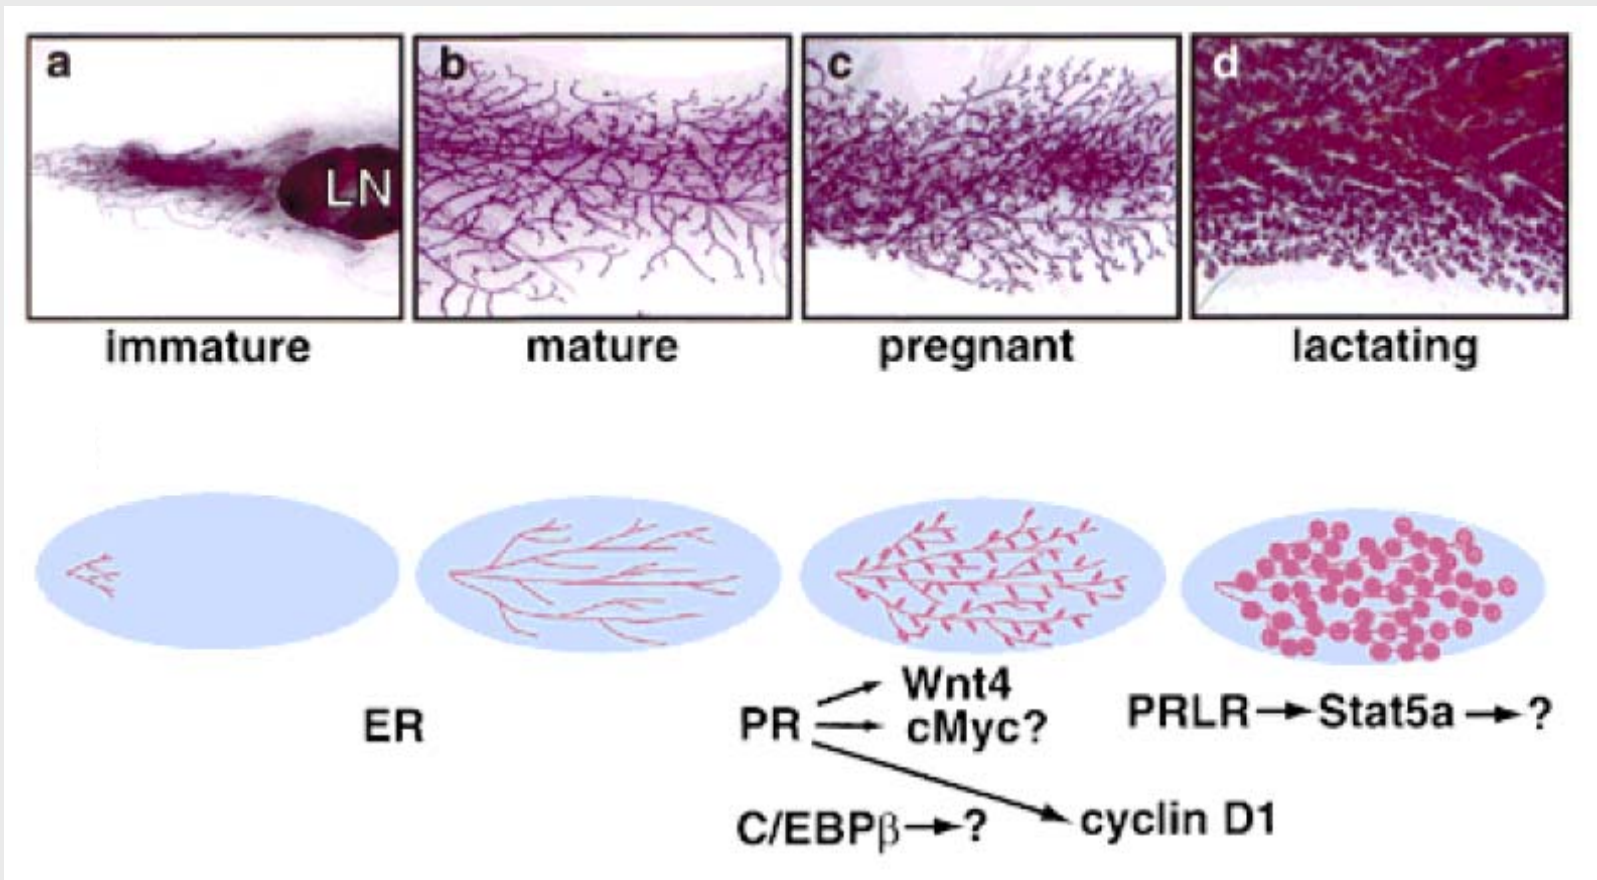 a b c d
LN
immature mature pregnant lactating
Wnt4
ER PR cMyc? PRLR→Stat5a→?
C/EBPβ→? cyclin D1